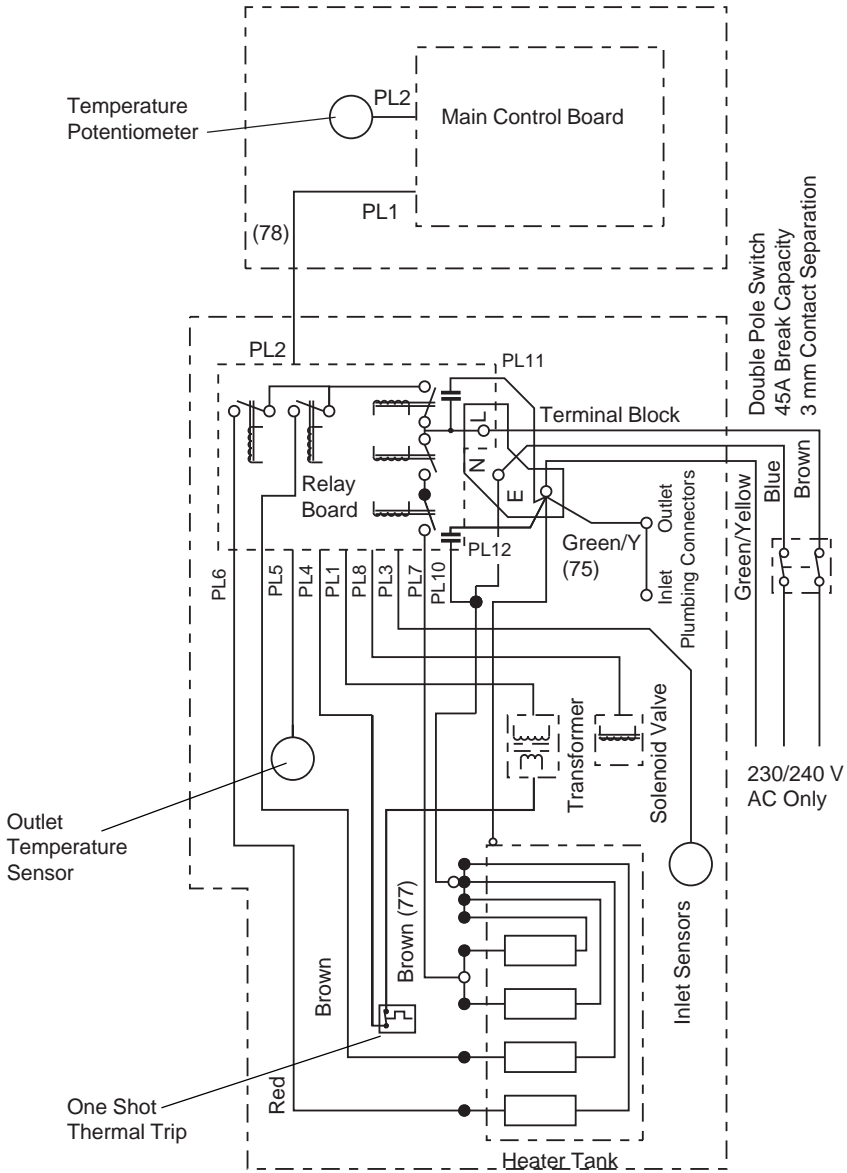 Temperature
Potentiometer
PL2
Main Control Board
PL1
(78)
Double Pole Switch
45A Break Capacity
3 mm Contact Separation
PL2
PL11
Terminal Block
L
N
E
Relay
Board
PL12
Green/Y
(75)
Outlet
Inlet
Plumbing Connectors
Green/Yellow
Blue
Brown
PL6
PL5
PL4
PL1
PL8
PL3
PL7
PL10
Transformer
Solenoid Valve
230/240 V
AC Only
Outlet
Temperature
Sensor
Brown
Brown (77)
Inlet Sensors
Red
One Shot
Thermal Trip
Heater Tank